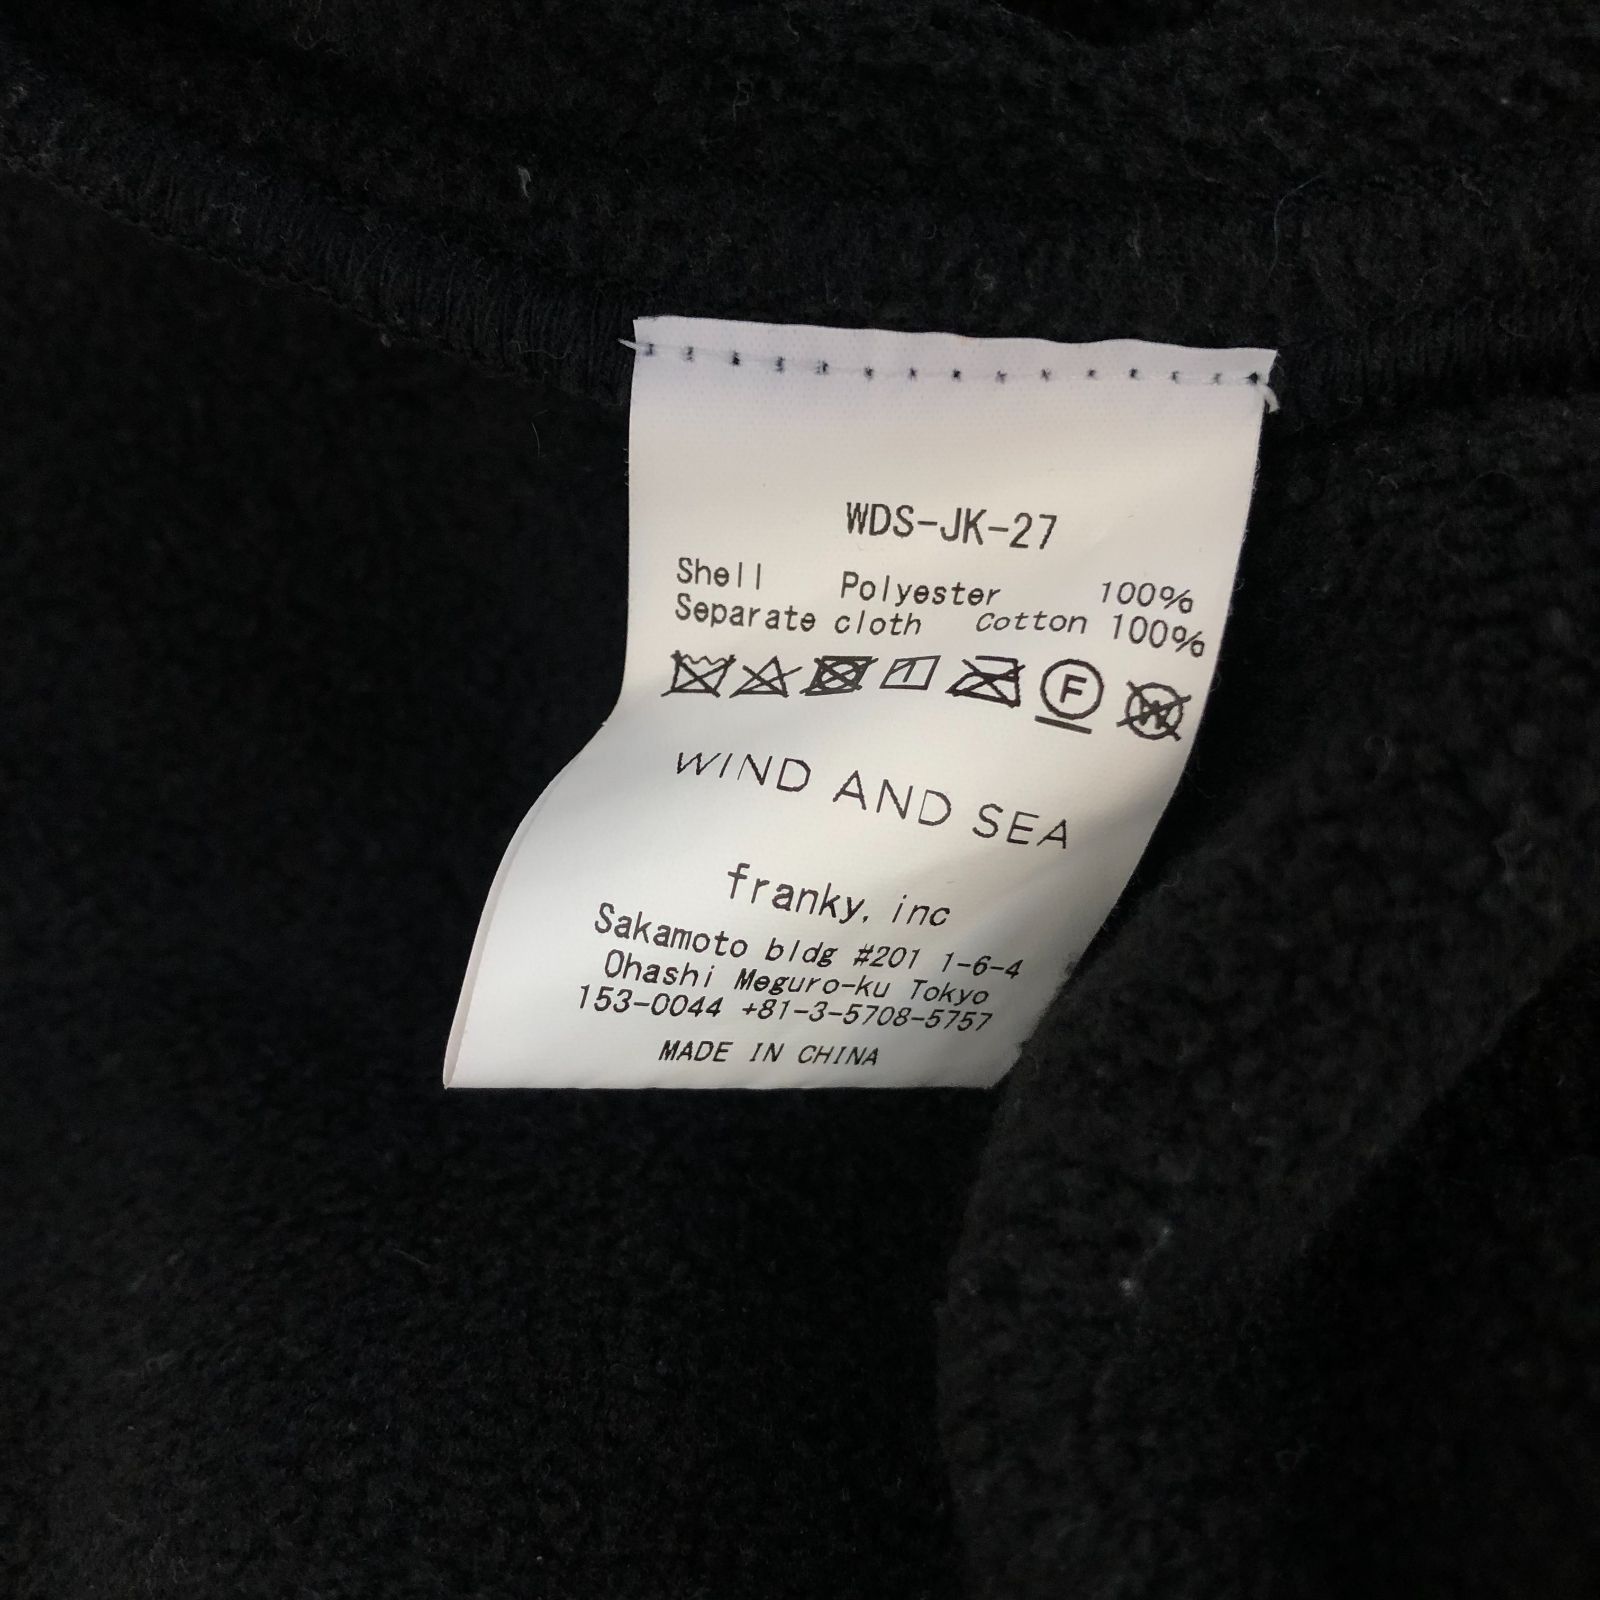 WDS-JK-27
Shell Polyester 100%
Separate cloth cotton 100%
F W
WIND AND SEA
franky, inc
Sakamoto bldg #201 1-6-4
Ohashi Meguro-ku Tokyo
153-0044 +81-3-5708-5757
MADE IN CHINA